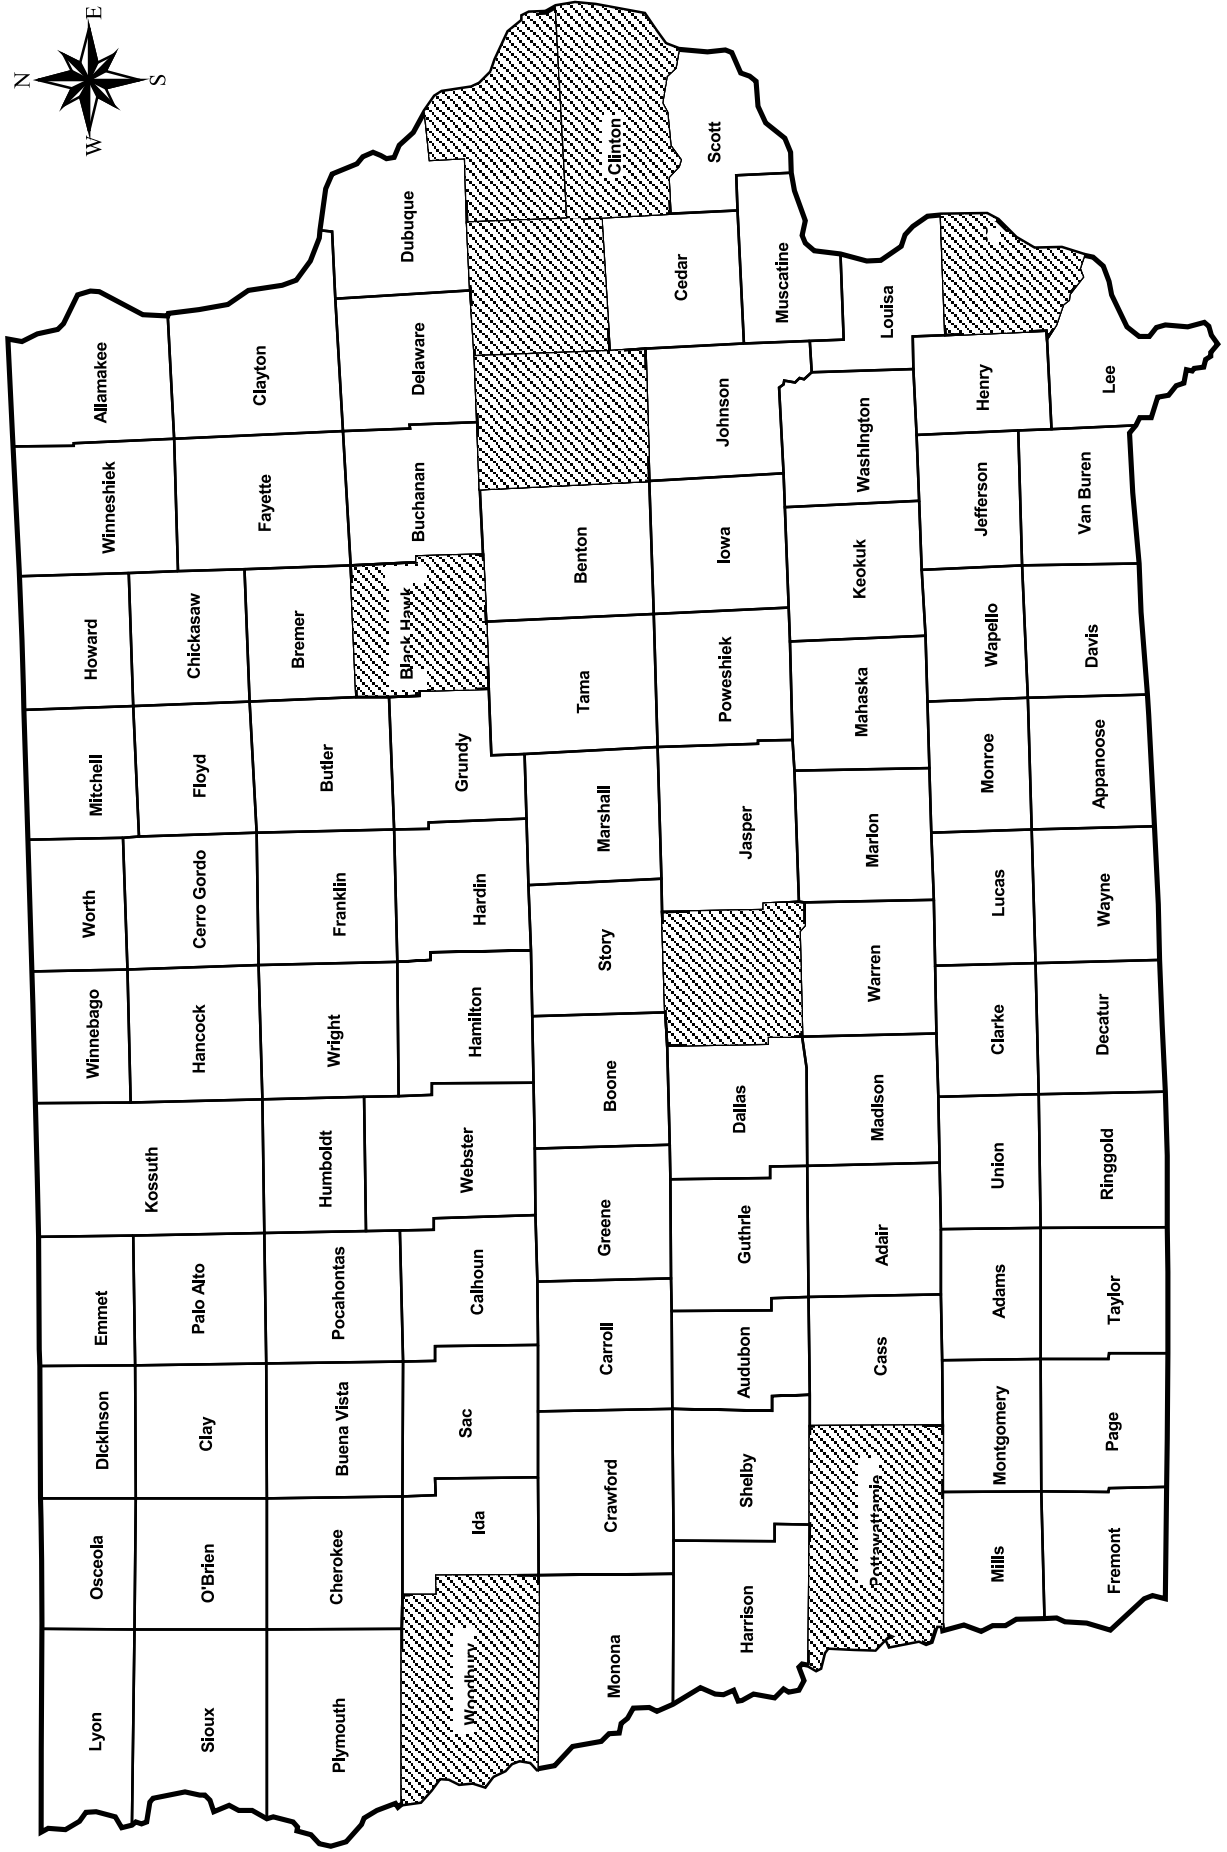 N
W
E
S
Lyon
Osceola
Dickinson
Emmet
Kossuth
Winnebago
Worth
Mitchell
Howard
Winneshiek
Allamakee
Sioux
O'Brien
Clay
Palo Alto
Hancock
Cerro Gordo
Floyd
Chickasaw
Fayette
Clayton
Plymouth
Cherokee
Buena Vista
Pocahontas
Humboldt
Wright
Franklin
Butler
Bremer
Woodbury
Ida
Sac
Calhoun
Webster
Hamilton
Hardin
Grundy
Black Hawk
Buchanan
Delaware
Dubuque
Monona
Crawford
Carroll
Greene
Boone
Story
Marshall
Tama
Benton
Clinton
Harrison
Shelby
Audubon
Guthrie
Dallas
Jasper
Poweshiek
Iowa
Johnson
Cedar
Scott
Pottawattamie
Cass
Adair
Madison
Warren
Marion
Mahaska
Keokuk
Washington
Louisa
Muscatine
Mills
Montgomery
Adams
Union
Clarke
Lucas
Monroe
Wapello
Jefferson
Henry
Fremont
Page
Taylor
Ringgold
Decatur
Wayne
Appanoose
Davis
Van Buren
Lee